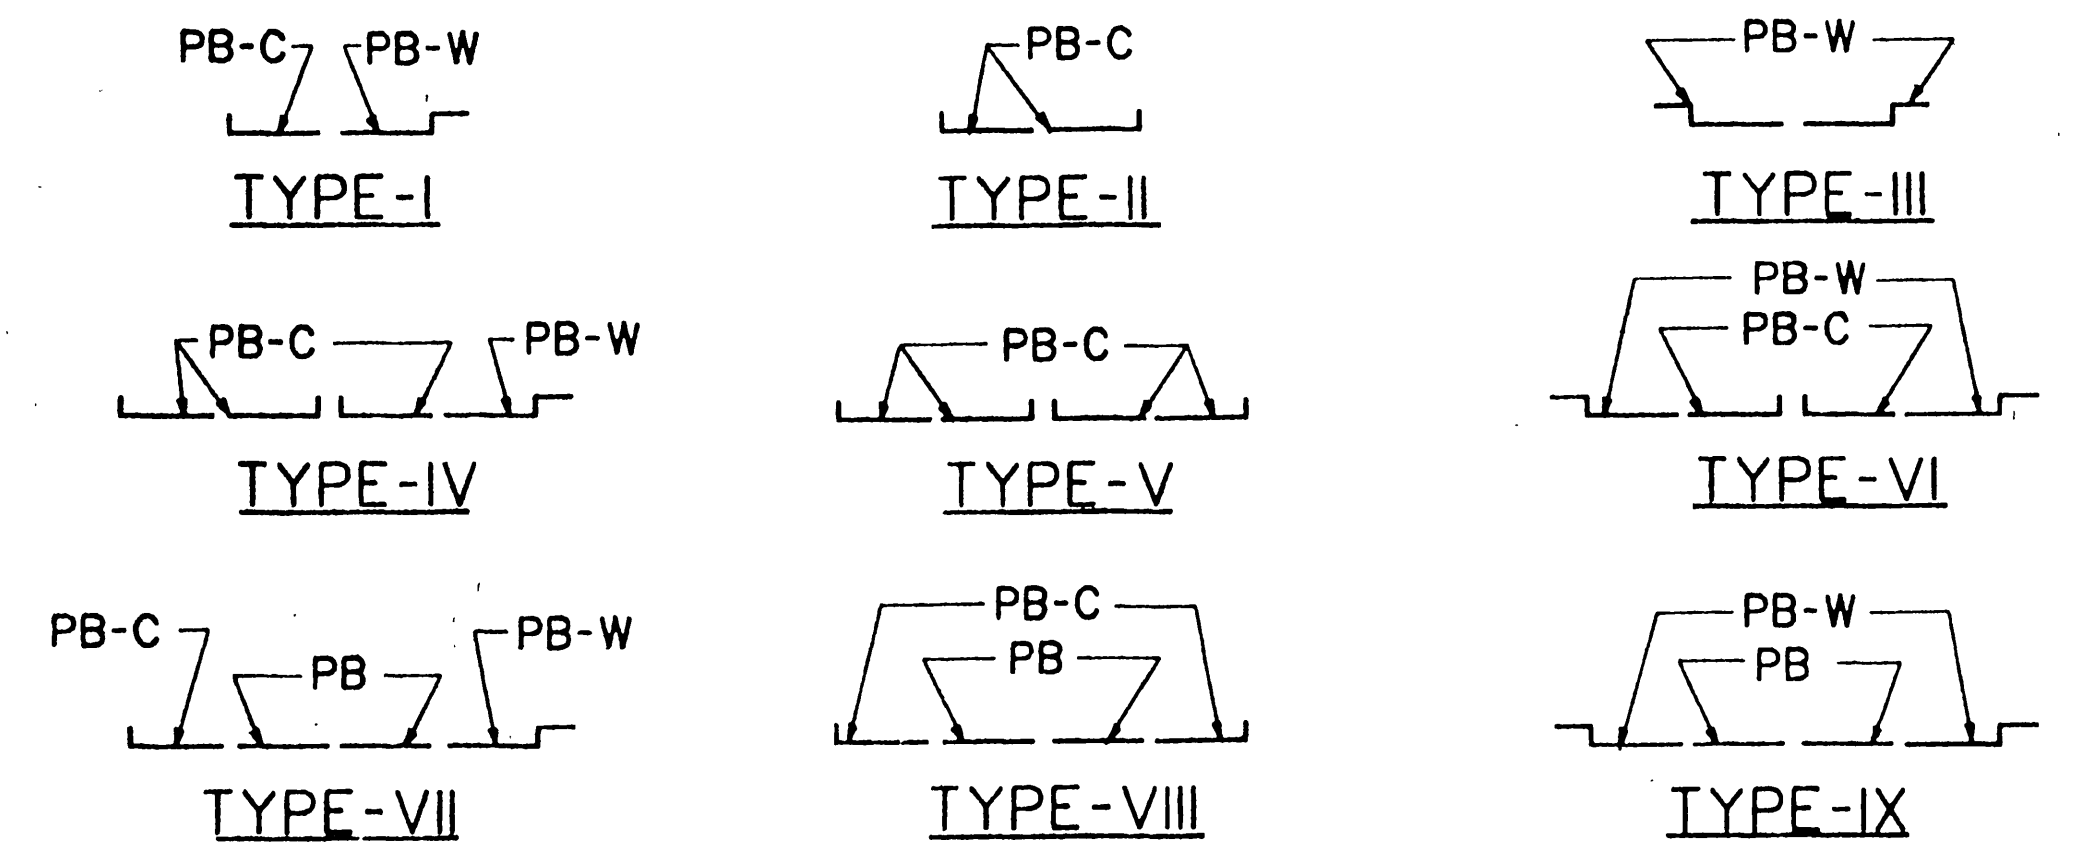 PB-C PB-W
TYPE-I
PB-C
TYPE-II
PB-W
TYPE-III
PB-C PB-W
TYPE-IV
PB-C
TYPE-V
PB-W
PB-C
TYPE-VI
PB-C PB PB-W
TYPE-VII
PB-C
PB
TYPE-VIII
PB-W
PB
TYPE-IX